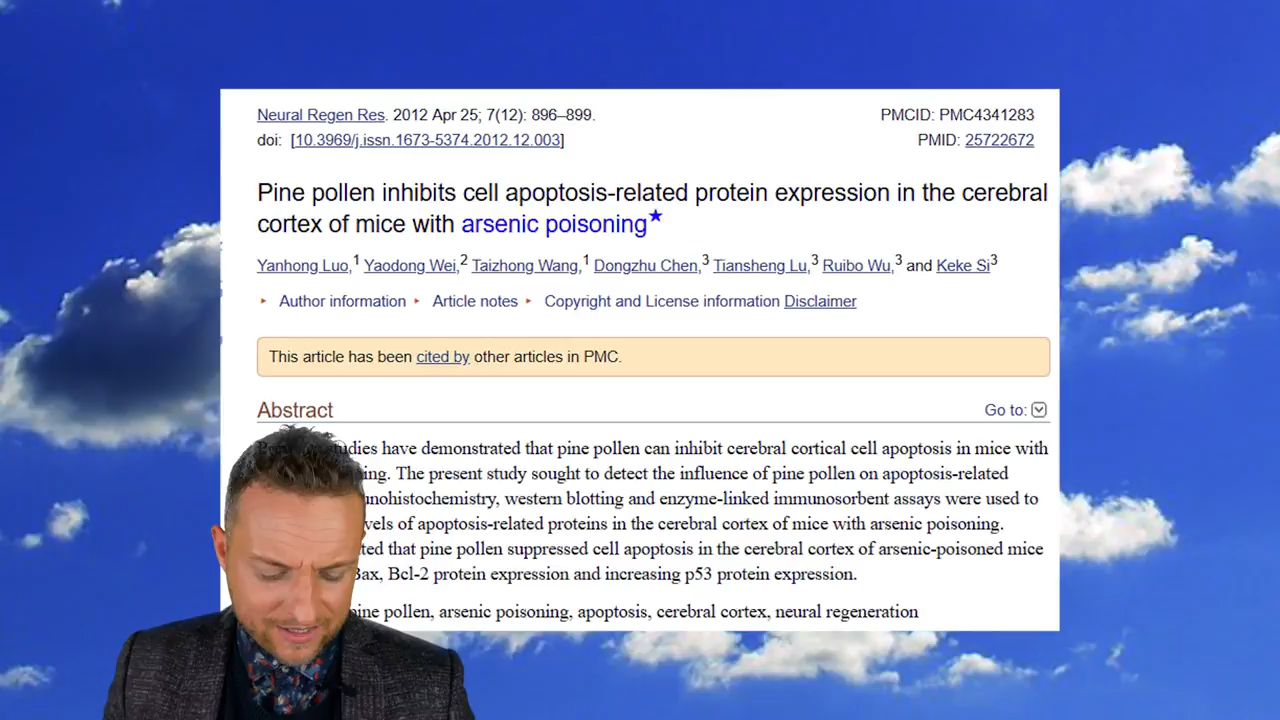 Neural Regen Res. 2012 Apr 25; 7(12): 896–899.
PMCID: PMC4341283
doi: [10.3969/j.issn.1673-5374.2012.12.003]
PMID: 25722672
Pine pollen inhibits cell apoptosis-related protein expression in the cerebral
cortex of mice with arsenic poisoning★
Yanhong Luo,1 Yaodong Wei,2 Taizhong Wang,1 Dongzhu Chen,3 Tiansheng Lu,3 Ruibo Wu,3 and Keke Si3
▸ Author information ▸ Article notes ▸ Copyright and License information Disclaimer
This article has been cited by other articles in PMC.
Abstract
Go to:
have demonstrated that pine pollen can inhibit cerebral cortical cell apoptosis in mice with
The present study sought to detect the influence of pine pollen on apoptosis-related
western blotting and enzyme-linked immunosorbent assays were used to
of apoptosis-related proteins in the cerebral cortex of mice with arsenic poisoning.
that pine pollen suppressed cell apoptosis in the cerebral cortex of arsenic-poisoned mice
Bax, Bcl-2 protein expression and increasing p53 protein expression.
pine pollen, arsenic poisoning, apoptosis, cerebral cortex, neural regeneration